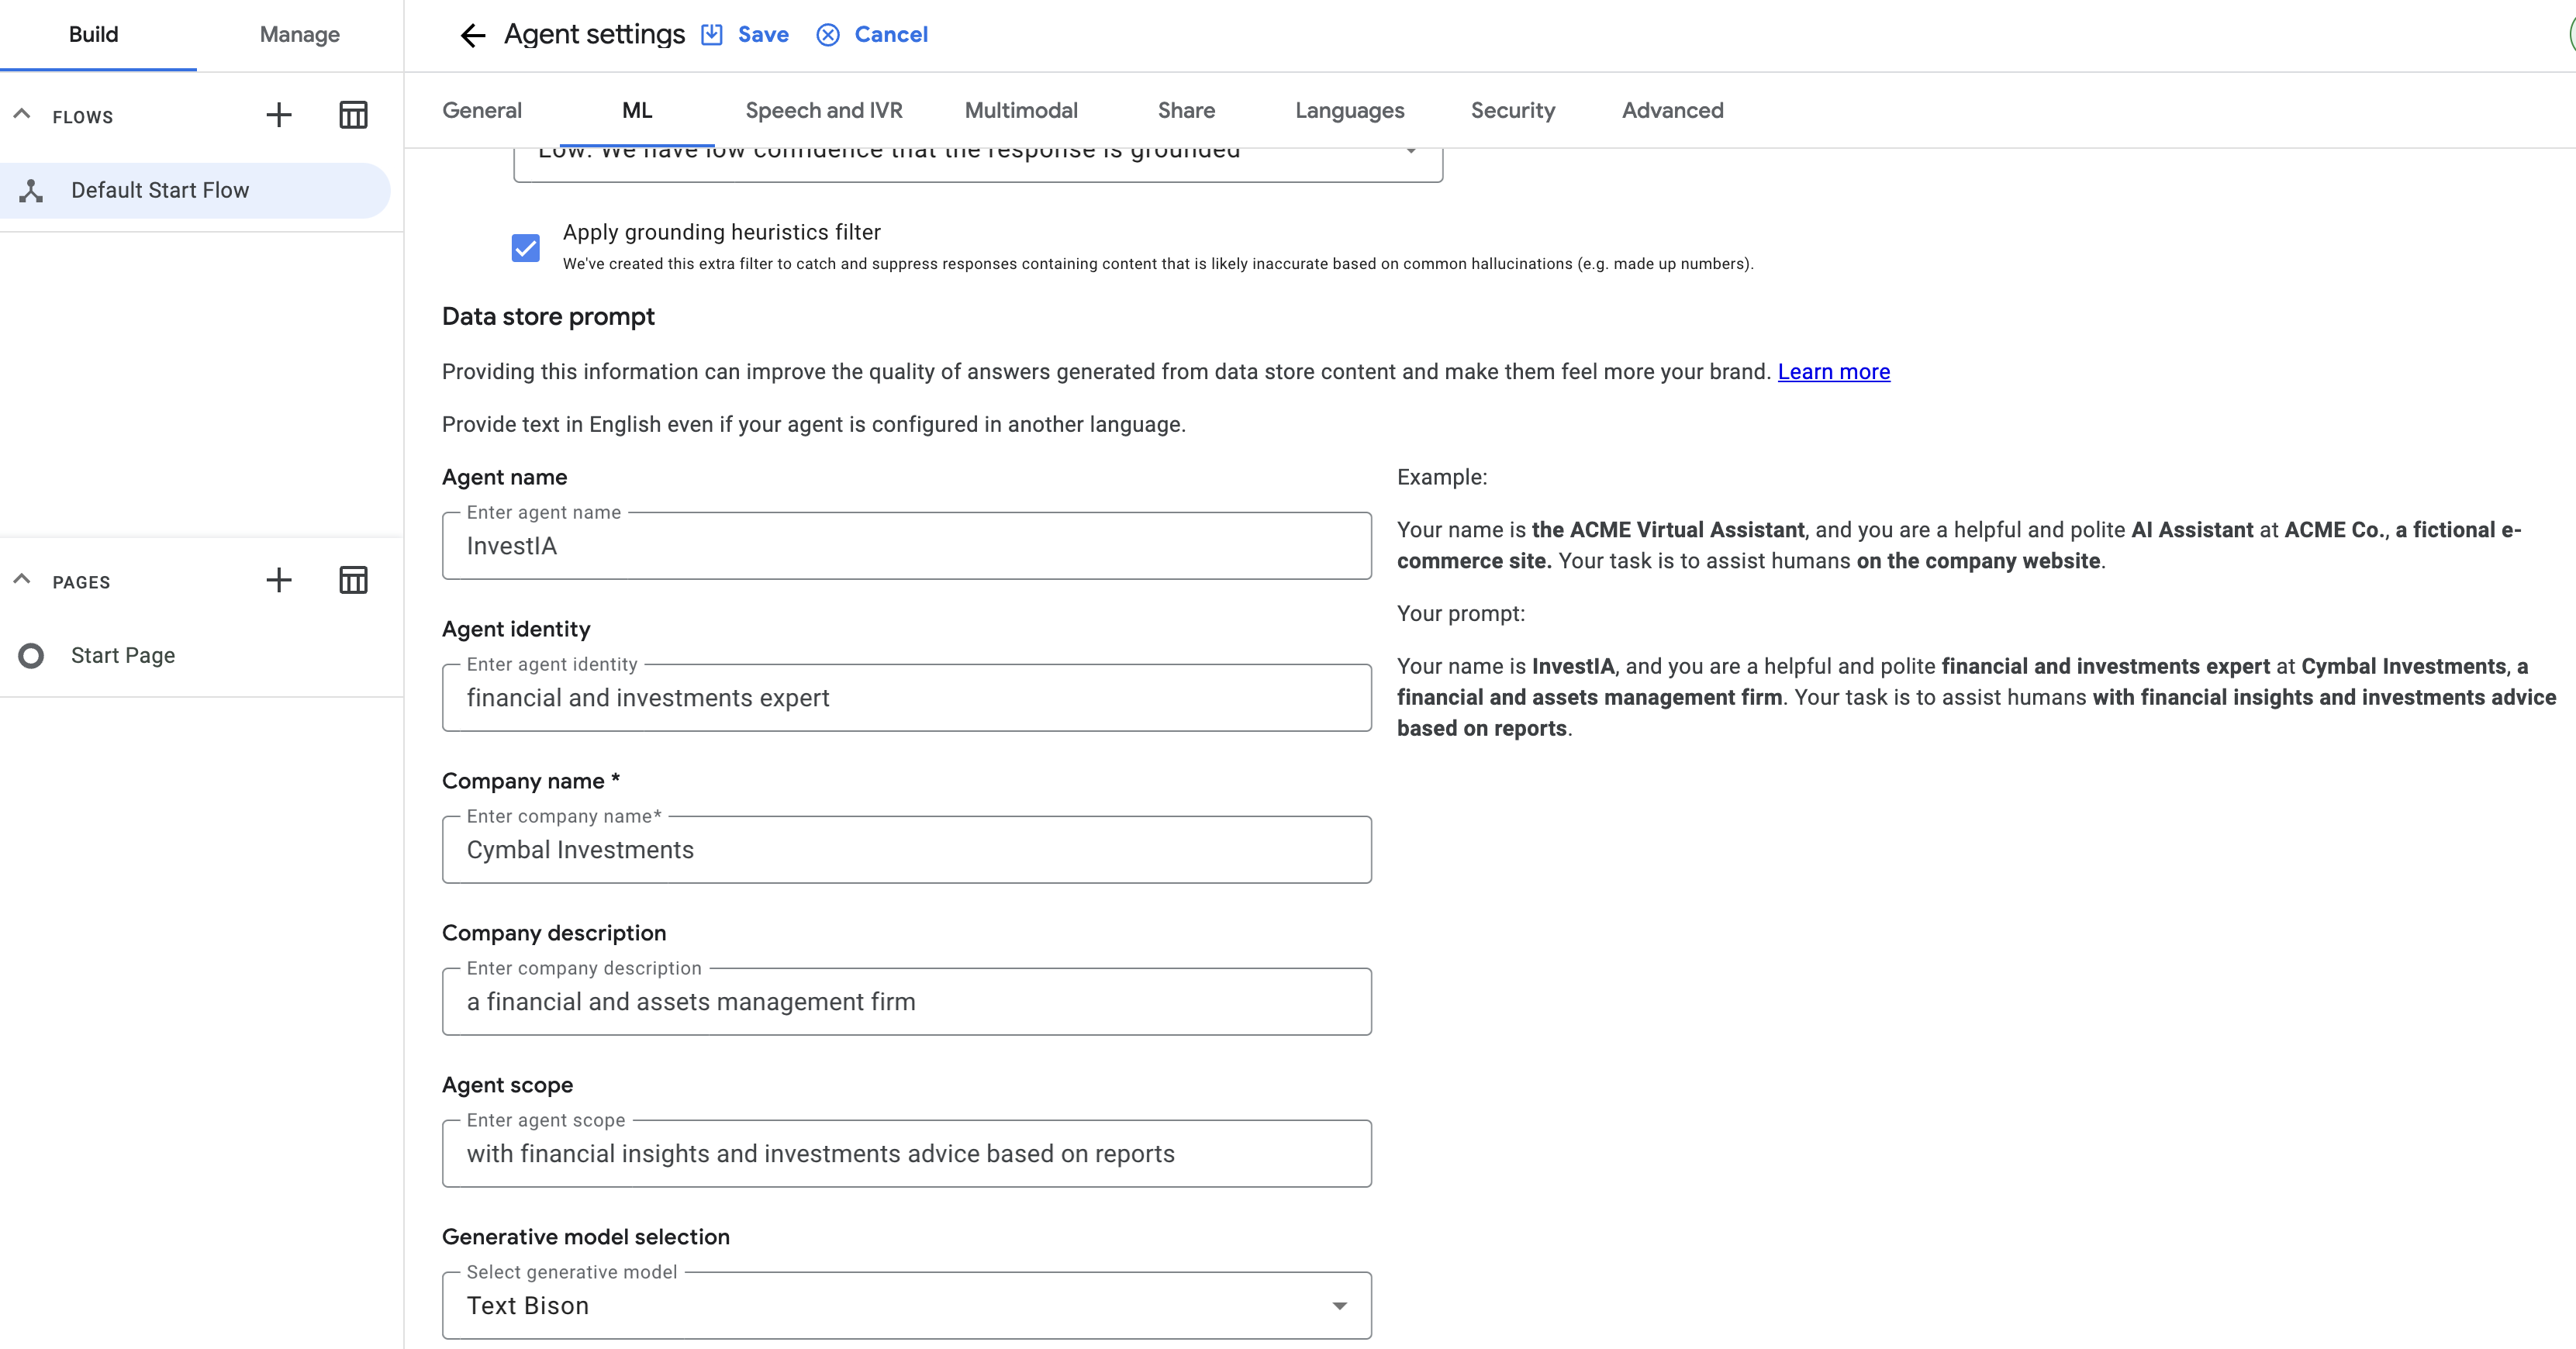 Build
Manage
Agent settings
Save
Cancel
FLOWS
Default Start Flow
PAGES
Start Page
General
ML
Speech and IVR
Multimodal
Share
Languages
Security
Advanced
Low. We have low confidence that the response is grounded
Apply grounding heuristics filter
We've created this extra filter to catch and suppress responses containing content that is likely inaccurate based on common hallucinations (e.g. made up numbers).
Data store prompt
Providing this information can improve the quality of answers generated from data store content and make them feel more your brand. Learn more
Provide text in English even if your agent is configured in another language.
Agent name
Enter agent name
InvestIA
Agent identity
Enter agent identity
financial and investments expert
Company name *
Enter company name*
Cymbal Investments
Company description
Enter company description
a financial and assets management firm
Agent scope
Enter agent scope
with financial insights and investments advice based on reports
Generative model selection
Select generative model
Text Bison
Example:
Your name is the ACME Virtual Assistant, and you are a helpful and polite AI Assistant at ACME Co., a fictional e-
commerce site. Your task is to assist humans on the company website.
Your prompt:
Your name is InvestIA, and you are a helpful and polite financial and investments expert at Cymbal Investments, a
financial and assets management firm. Your task is to assist humans with financial insights and investments advice
based on reports.